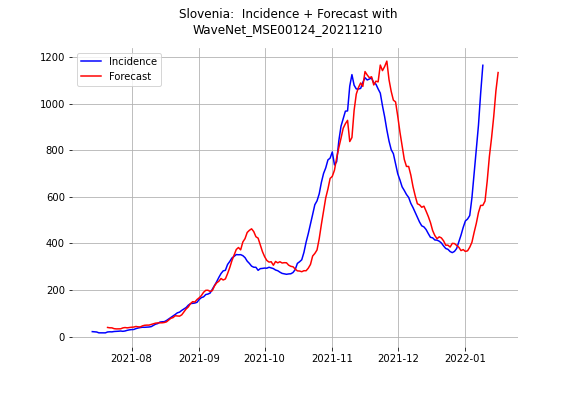 Slovenia:  Incidence + Forecast with
WaveNet_MSE00124_20211210
Incidence
Forecast
1200
1000
800
600
400
200
0
2021-08 2021-09 2021-10 2021-11 2021-12 2022-01